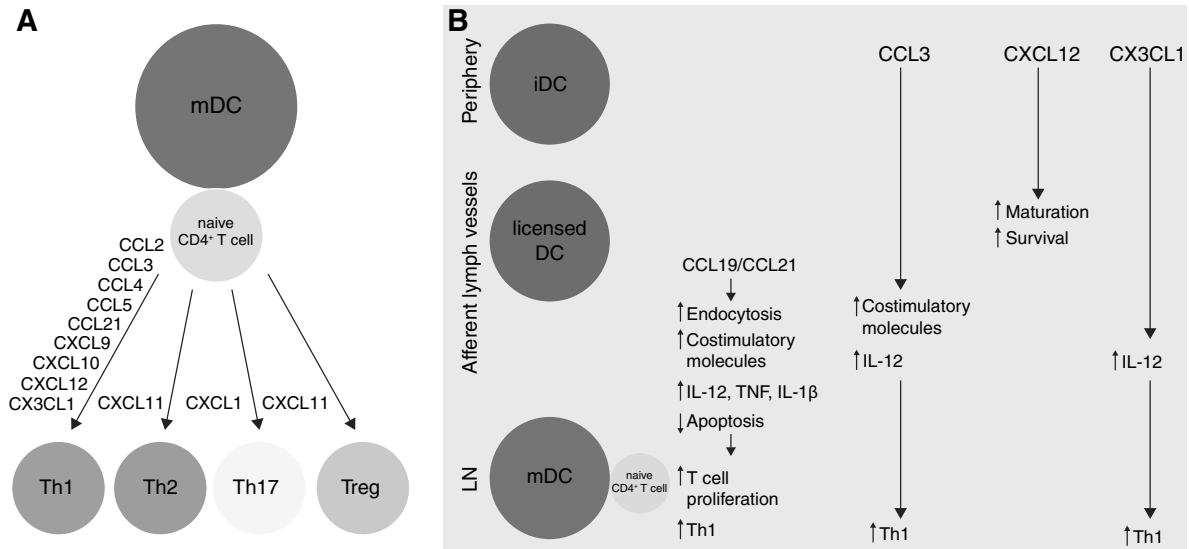 A
mDC
naive
CD4⁺ T cell
CCL2
CCL3
CCL4
CCL5
CCL21
CXCL9
CXCL10
CXCL12
CX3CL1
CXCL11
CXCL1
CXCL11
Th1
Th2
Th17
Treg
B
Periphery
Afferent lymph vessels
LN
iDC
licensed
DC
mDC
naive
CD4⁺ T cell
CCL19/CCL21
↑Endocytosis
↑Costimulatory
molecules
↑IL-12, TNF, IL-1β
↓Apoptosis
↑T cell
proliferation
↑Th1
CCL3
↑Costimulatory
molecules
↑IL-12
↑Th1
CXCL12
↑Maturation
↑Survival
CX3CL1
↑IL-12
↑Th1